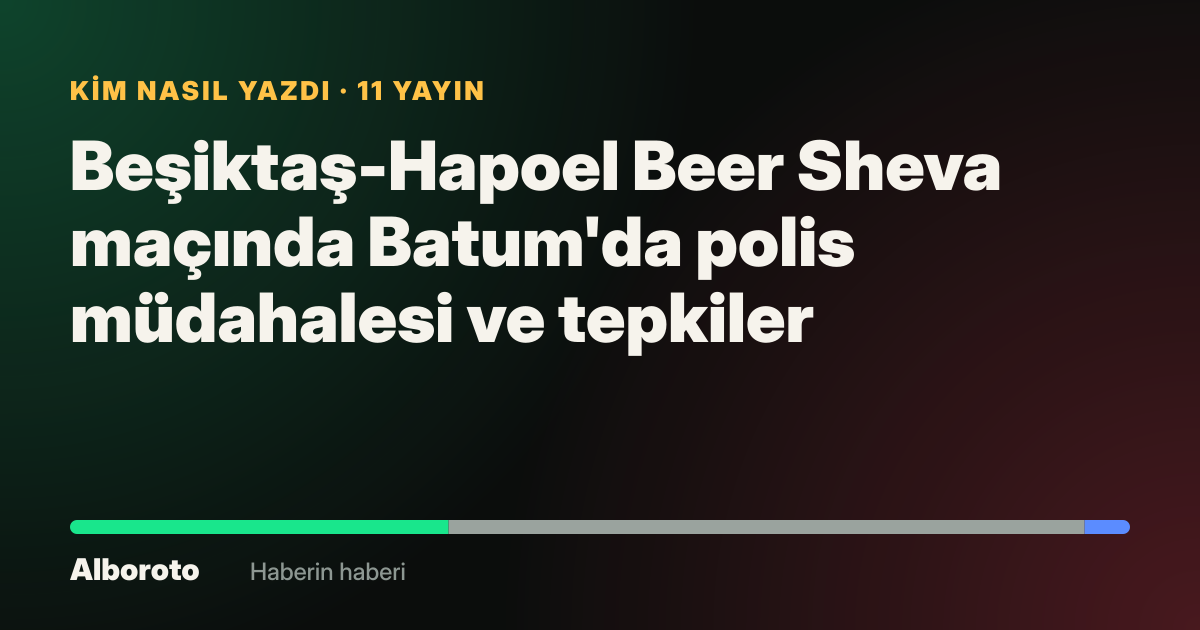 KİM NASIL YAZDI · 11 YAYIN
Beşiktaş-Hapoel Beer Sheva
maçında Batum'da polis
müdahalesi ve tepkiler
Alboroto
Haberin haberi